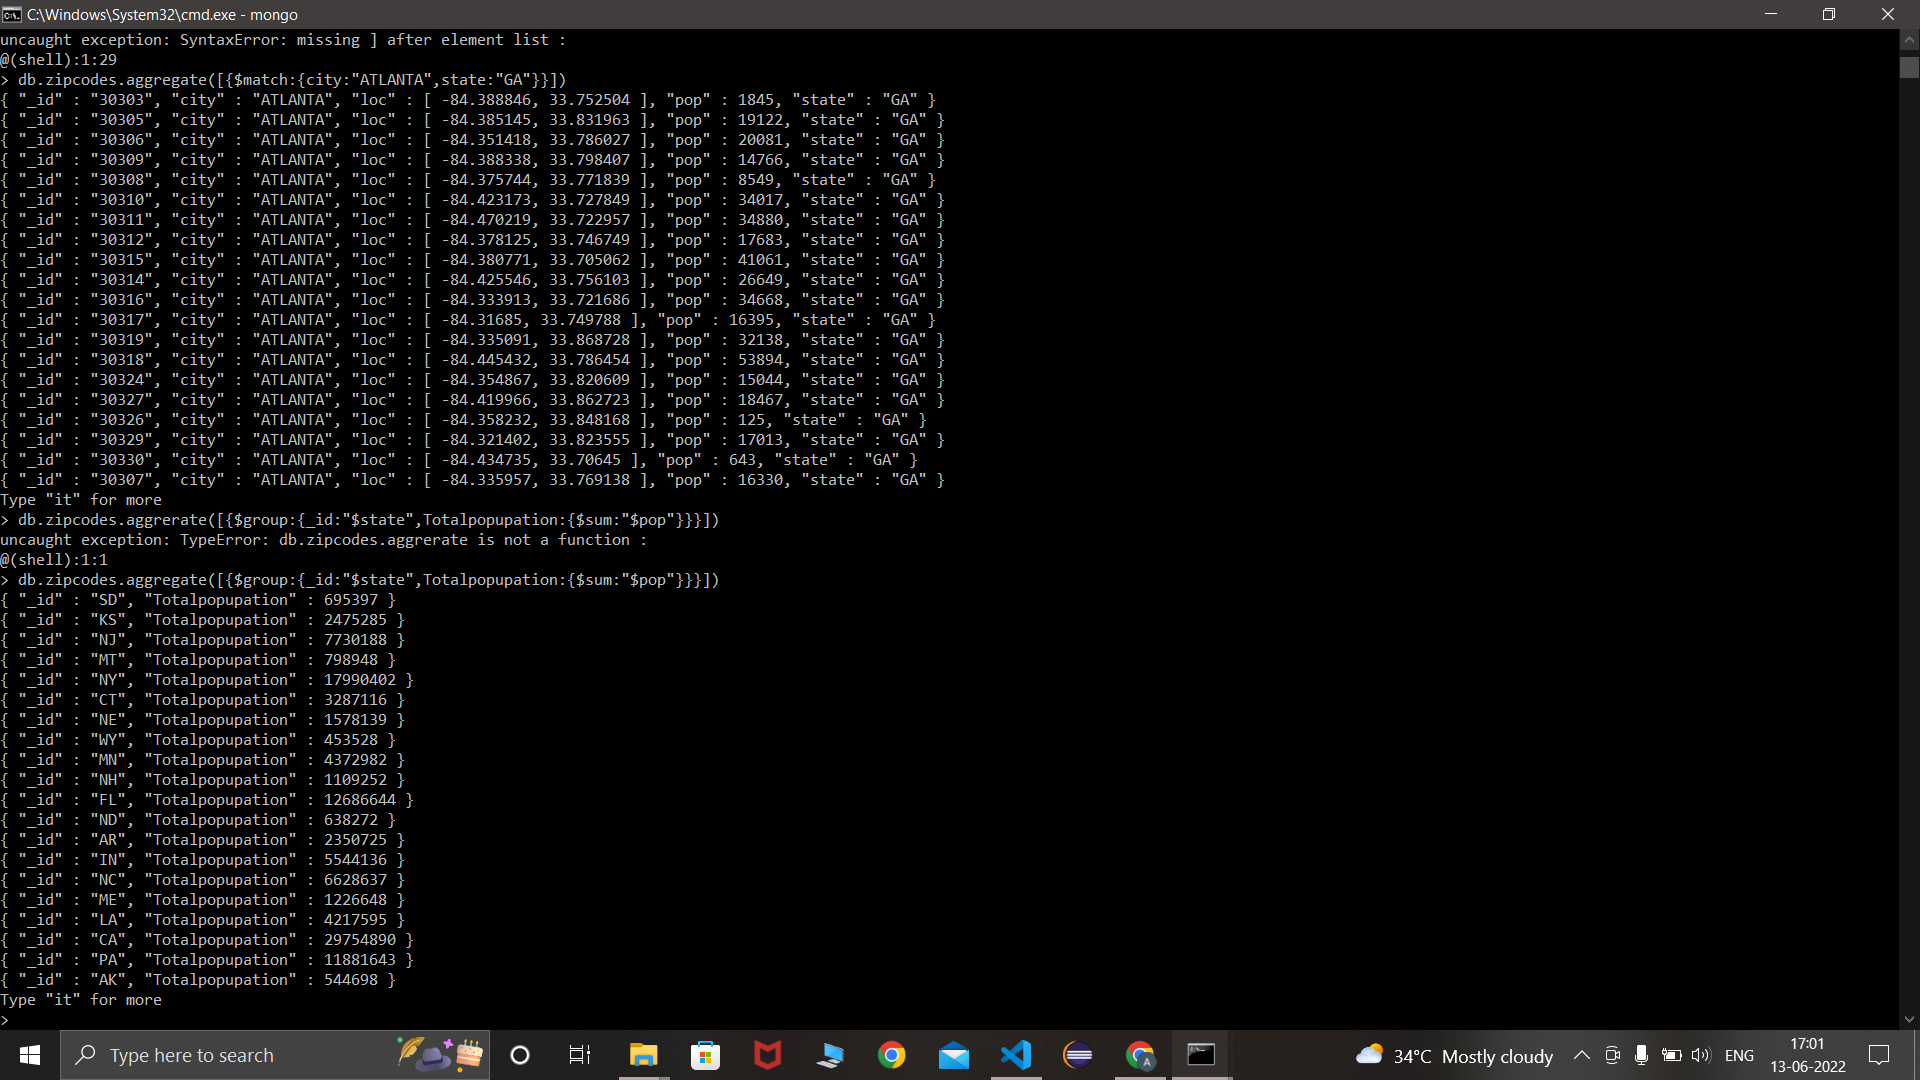 C:\Windows\System32\cmd.exe - mongo
uncaught exception: SyntaxError: missing ] after element list :
@(shell):1:29
> db.zipcodes.aggregate([{$match:{city:"ATLANTA",state:"GA"}}])
{ "_id" : "30303", "city" : "ATLANTA", "loc" : [ -84.388846, 33.752504 ], "pop" : 1845, "state" : "GA" }
{ "_id" : "30305", "city" : "ATLANTA", "loc" : [ -84.385145, 33.831963 ], "pop" : 19122, "state" : "GA" }
{ "_id" : "30306", "city" : "ATLANTA", "loc" : [ -84.351418, 33.786027 ], "pop" : 20081, "state" : "GA" }
{ "_id" : "30309", "city" : "ATLANTA", "loc" : [ -84.388338, 33.798407 ], "pop" : 14766, "state" : "GA" }
{ "_id" : "30308", "city" : "ATLANTA", "loc" : [ -84.375744, 33.771839 ], "pop" : 8549, "state" : "GA" }
{ "_id" : "30310", "city" : "ATLANTA", "loc" : [ -84.423173, 33.727849 ], "pop" : 34017, "state" : "GA" }
{ "_id" : "30311", "city" : "ATLANTA", "loc" : [ -84.470219, 33.722957 ], "pop" : 34880, "state" : "GA" }
{ "_id" : "30312", "city" : "ATLANTA", "loc" : [ -84.378125, 33.746749 ], "pop" : 17683, "state" : "GA" }
{ "_id" : "30315", "city" : "ATLANTA", "loc" : [ -84.380771, 33.705062 ], "pop" : 41061, "state" : "GA" }
{ "_id" : "30314", "city" : "ATLANTA", "loc" : [ -84.425546, 33.756103 ], "pop" : 26649, "state" : "GA" }
{ "_id" : "30316", "city" : "ATLANTA", "loc" : [ -84.333913, 33.721686 ], "pop" : 34668, "state" : "GA" }
{ "_id" : "30317", "city" : "ATLANTA", "loc" : [ -84.31685, 33.749788 ], "pop" : 16395, "state" : "GA" }
{ "_id" : "30319", "city" : "ATLANTA", "loc" : [ -84.335091, 33.868728 ], "pop" : 32138, "state" : "GA" }
{ "_id" : "30318", "city" : "ATLANTA", "loc" : [ -84.445432, 33.786454 ], "pop" : 53894, "state" : "GA" }
{ "_id" : "30324", "city" : "ATLANTA", "loc" : [ -84.354867, 33.820609 ], "pop" : 15044, "state" : "GA" }
{ "_id" : "30327", "city" : "ATLANTA", "loc" : [ -84.419966, 33.862723 ], "pop" : 18467, "state" : "GA" }
{ "_id" : "30326", "city" : "ATLANTA", "loc" : [ -84.358232, 33.848168 ], "pop" : 125, "state" : "GA" }
{ "_id" : "30329", "city" : "ATLANTA", "loc" : [ -84.321402, 33.823555 ], "pop" : 17013, "state" : "GA" }
{ "_id" : "30330", "city" : "ATLANTA", "loc" : [ -84.434735, 33.70645 ], "pop" : 643, "state" : "GA" }
{ "_id" : "30307", "city" : "ATLANTA", "loc" : [ -84.335957, 33.769138 ], "pop" : 16330, "state" : "GA" }
Type "it" for more
> db.zipcodes.aggrerate([{$group:{_id:"$state",Totalpopupation:{$sum:"$pop"}}}])
uncaught exception: TypeError: db.zipcodes.aggrerate is not a function :
@(shell):1:1
> db.zipcodes.aggregate([{$group:{_id:"$state",Totalpopupation:{$sum:"$pop"}}}])
{ "_id" : "SD", "Totalpopupation" : 695397 }
{ "_id" : "KS", "Totalpopupation" : 2475285 }
{ "_id" : "NJ", "Totalpopupation" : 7730188 }
{ "_id" : "MT", "Totalpopupation" : 798948 }
{ "_id" : "NY", "Totalpopupation" : 17990402 }
{ "_id" : "CT", "Totalpopupation" : 3287116 }
{ "_id" : "NE", "Totalpopupation" : 1578139 }
{ "_id" : "WY", "Totalpopupation" : 453528 }
{ "_id" : "MN", "Totalpopupation" : 4372982 }
{ "_id" : "NH", "Totalpopupation" : 1109252 }
{ "_id" : "FL", "Totalpopupation" : 12686644 }
{ "_id" : "ND", "Totalpopupation" : 638272 }
{ "_id" : "AR", "Totalpopupation" : 2350725 }
{ "_id" : "IN", "Totalpopupation" : 5544136 }
{ "_id" : "NC", "Totalpopupation" : 6628637 }
{ "_id" : "ME", "Totalpopupation" : 1226648 }
{ "_id" : "LA", "Totalpopupation" : 4217595 }
{ "_id" : "CA", "Totalpopupation" : 29754890 }
{ "_id" : "PA", "Totalpopupation" : 11881643 }
{ "_id" : "AK", "Totalpopupation" : 544698 }
Type "it" for more
>
Type here to search
34°C Mostly cloudy
ENG
17:01
13-06-2022